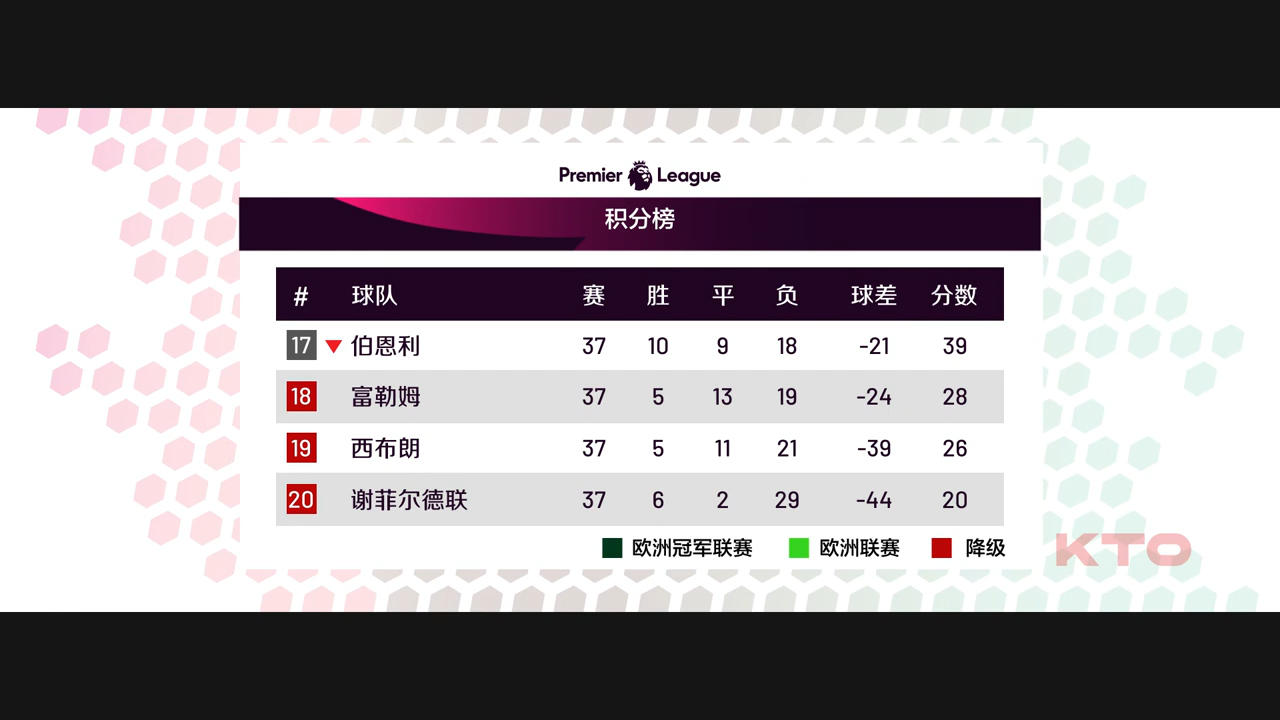 Premier League
积分榜
# 球队 赛 胜 平 负 球差 分数
17 伯恩利 37 10 9 18 -21 39
18 富勒姆 37 5 13 19 -24 28
19 西布朗 37 5 11 21 -39 26
20 谢菲尔德联 37 6 2 29 -44 20
欧洲冠军联赛 欧洲联赛 降级
KTO